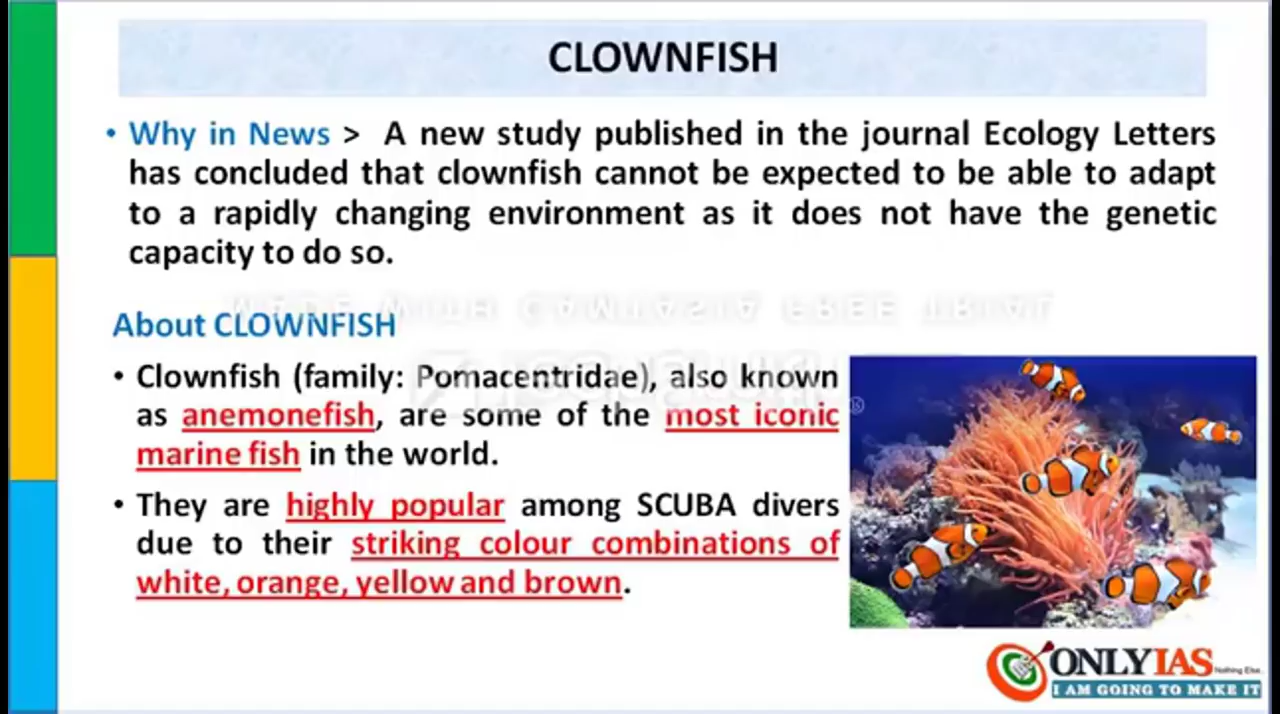 CLOWNFISH
• Why in News > A new study published in the journal Ecology Letters
has concluded that clownfish cannot be expected to be able to adapt
to a rapidly changing environment as it does not have the genetic
capacity to do so.
About CLOWNFISH
• Clownfish (family: Pomacentridae), also known
as anemonefish, are some of the most iconic
marine fish in the world.
• They are highly popular among SCUBA divers
due to their striking colour combinations of
white, orange, yellow and brown.
ONLYIAS Nothing Else..
I AM GOING TO MAKE IT